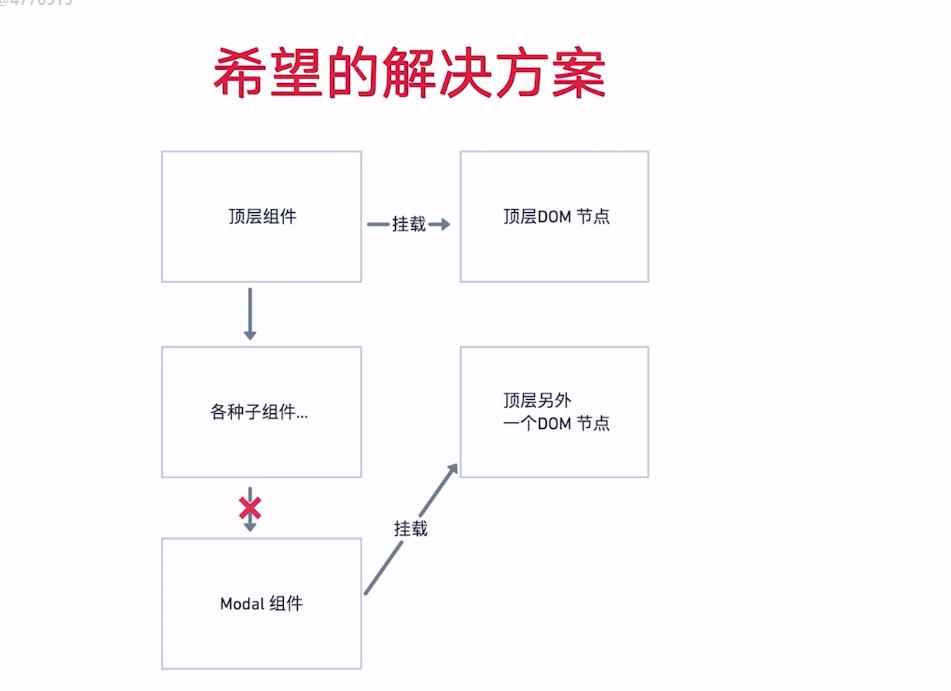 希望的解决方案
顶层组件
挂载
顶层DOM 节点
各种子组件...
顶层另外
一个DOM 节点
挂载
Modal 组件